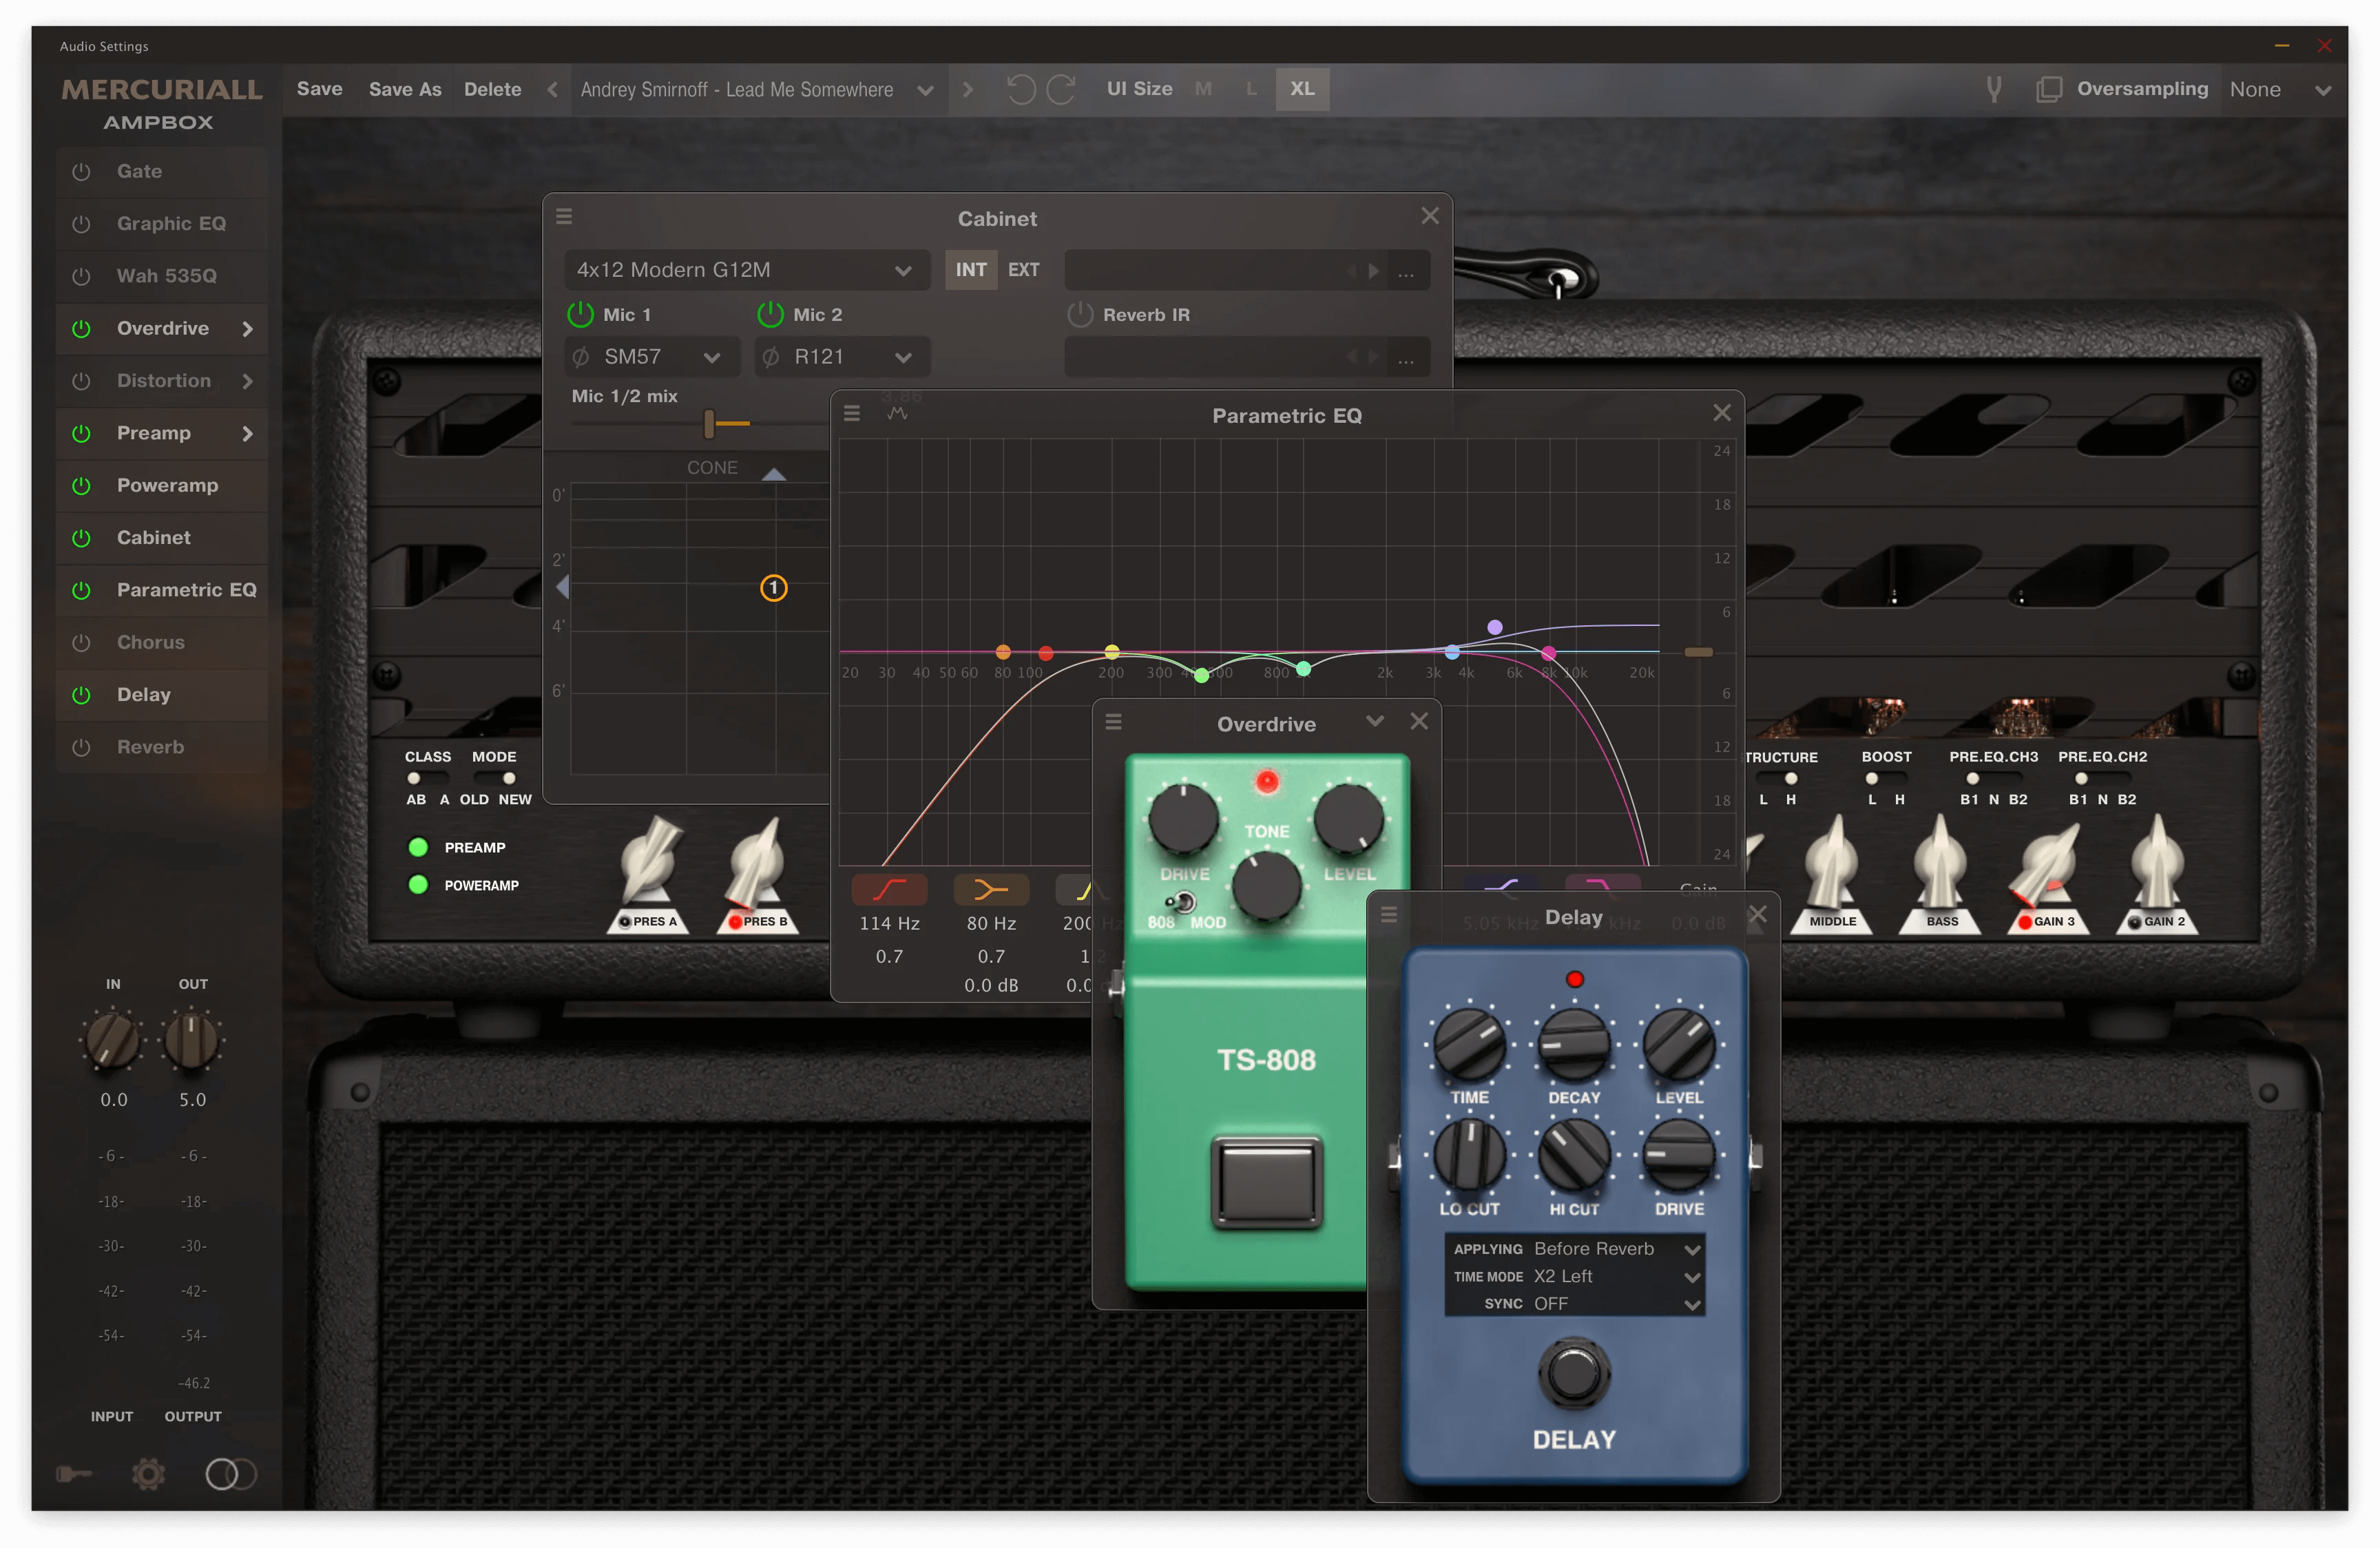 Audio Settings
MERCURIALL
AMPBOX
Save Save As Delete Andrey Smirnoff - Lead Me Somewhere UI Size M L XL Oversampling None
Gate
Graphic EQ
Wah 535Q
Overdrive
Distortion
Preamp
Poweramp
Cabinet
Parametric EQ
Chorus
Delay
Reverb
IN OUT
0.0 5.0
-6- -6-
-18- -18-
-30- -30-
-42- -42-
-54- -54-
-46.2
INPUT OUTPUT
Cabinet
4x12 Modern G12M INT EXT ...
Mic 1 Mic 2 Reverb IR
SM57 R121 ...
Mic 1/2 mix
CONE
0'
2'
4'
6'
1
3.86
Parametric EQ
24
18
12
6
20 30 40 50 60 80 100 200 300 800 2k 3k 4k 6k 8k 10k 20k
6
12
18
24
114 Hz 80 Hz 200 Hz 5.05 kHz kHz Gain
0.7 0.7 0.0 dB
0.0 dB
Overdrive
TONE
DRIVE LEVEL
808 MOD
TS-808
Delay
TIME DECAY LEVEL
LO CUT HI CUT DRIVE
APPLYING Before Reverb
TIME MODE X2 Left
SYNC OFF
DELAY
CLASS MODE
AB A OLD NEW
PREAMP
POWERAMP
PRES A PRES B
TRUCTURE BOOST PRE.EQ.CH3 PRE.EQ.CH2
L H L H B1 N B2 B1 N B2
MIDDLE BASS GAIN 3 GAIN 2